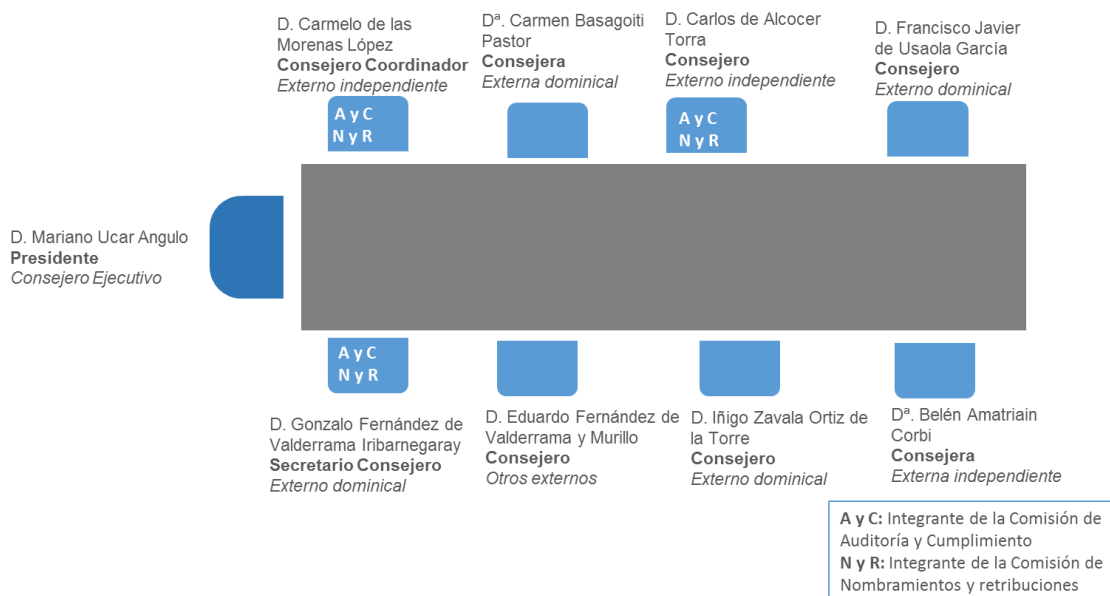 D. Carmelo de las
Morenas López
Consejero Coordinador
Externo independiente
Dª. Carmen Basagoiti
Pastor
Consejera
Externa dominical
D. Carlos de Alcocer
Torra
Consejero
Externo independiente
D. Francisco Javier
de Usaola García
Consejero
Externo dominical
A y C
N y R
A y C
N y R
D. Mariano Ucar Angulo
Presidente
Consejero Ejecutivo
A y C
N y R
D. Gonzalo Fernández de
Valderrama Iribarnegaray
Secretario Consejo
Externo dominical
D. Eduardo Fernández de
Valderrama y Murillo
Consejero
Otros externos
D. Iñigo Zavala Ortiz de
la Torre
Consejero
Externo dominical
Dª. Belén Amatriain
Corbi
Consejera
Externa independiente
A y C: Integrante de la Comisión de
Auditoría y Cumplimiento
N y R: Integrante de la Comisión de
Nombramientos y retribuciones